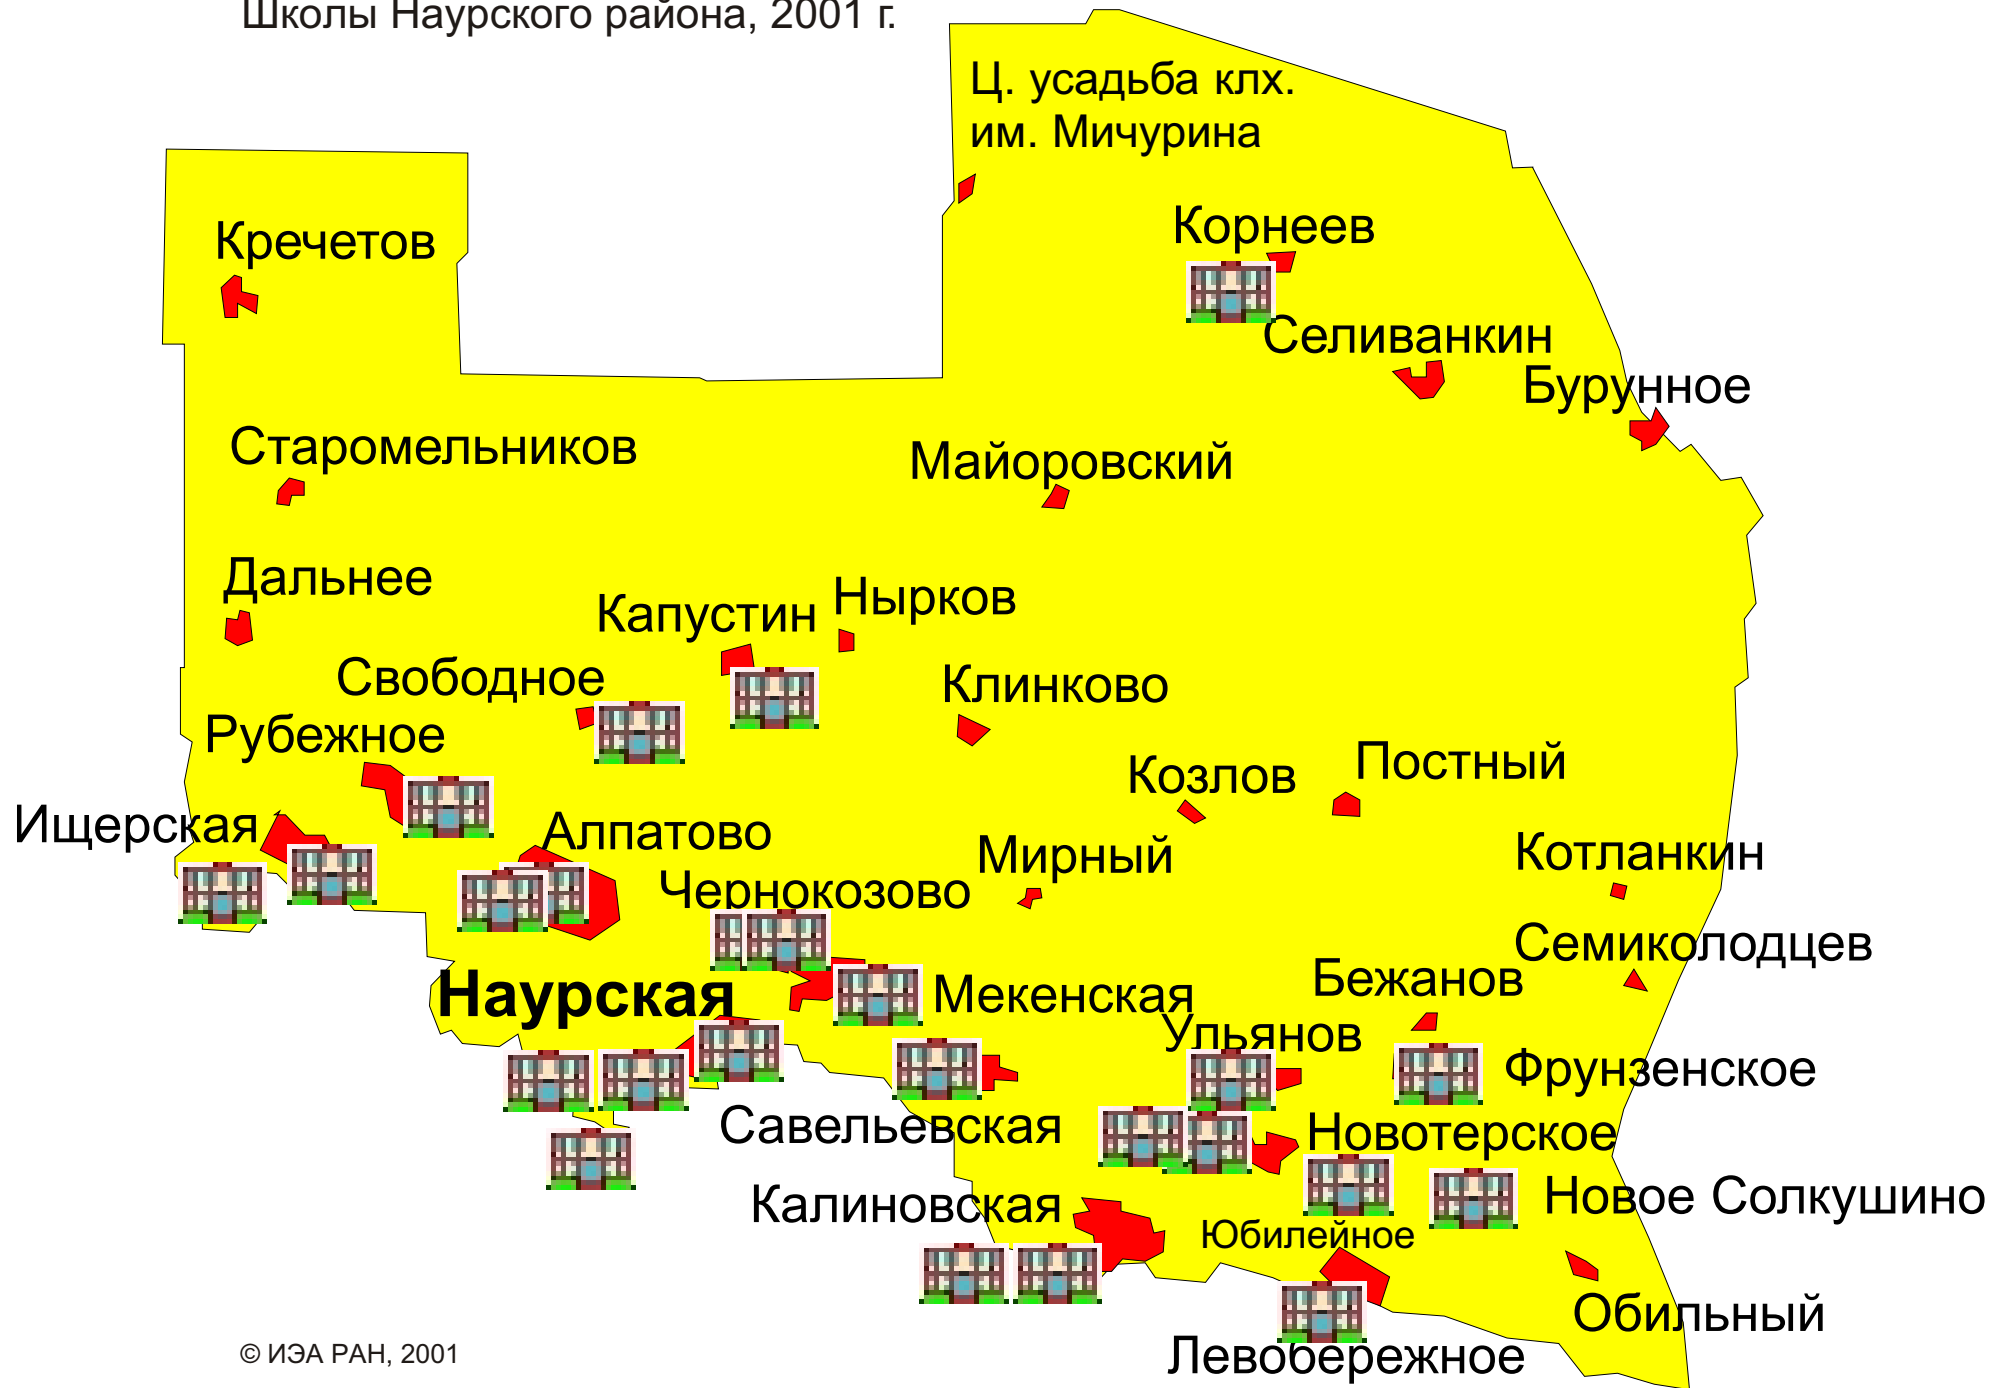 Школы Наурского района, 2001 г.
Ц. усадьба клх.
им. Мичурина
Корнеев
Кречетов
Селиванкин
Бурунное
Старомельников
Майоровский
Дальнее
Капустин
Нырков
Свободное
Клинково
Рубежное
Козлов
Постный
Ищерская
Алпатово
Мирный
Котланкин
Чернокозово
Семиколодцев
Наурская
Мекенская
Бежанов
Ульянов
Фрунзенское
Савельевская
Новотерское
Калиновская
Новое Солкушино
Юбилейное
Обильный
Левобережное
© ИЭА РАН, 2001